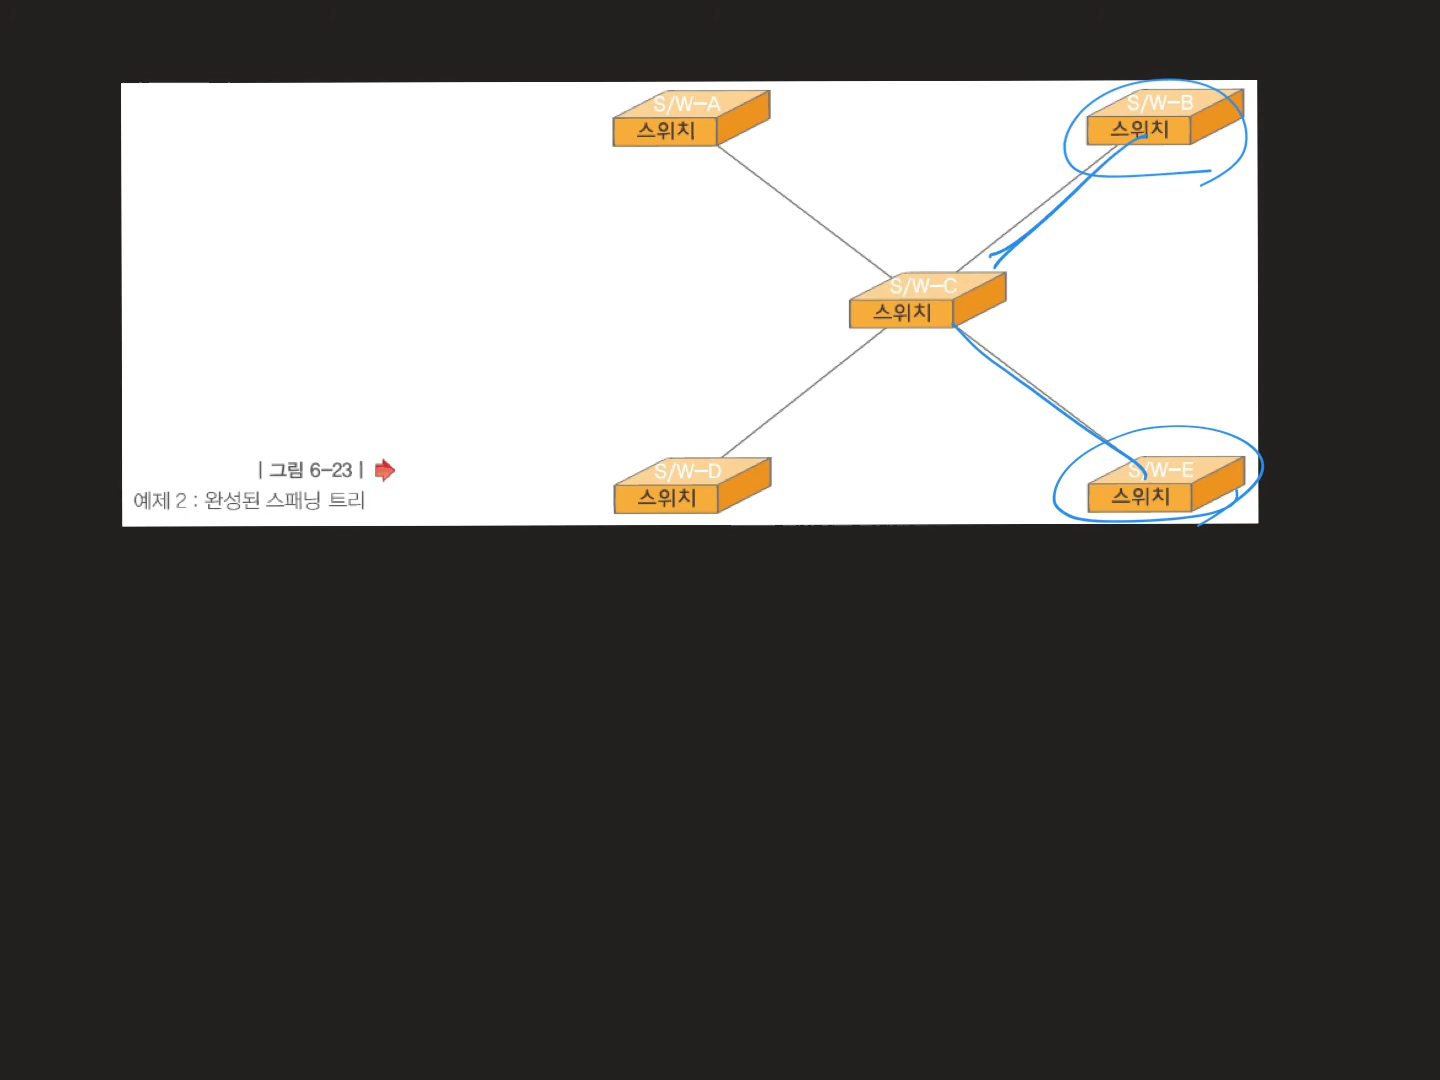 S/W-A
스위치
S/W-B
스위치
S/W-C
스위치
| 그림 6-23 |
예제 2 : 완성된 스패닝 트리
S/W-D
스위치
S/W-E
스위치